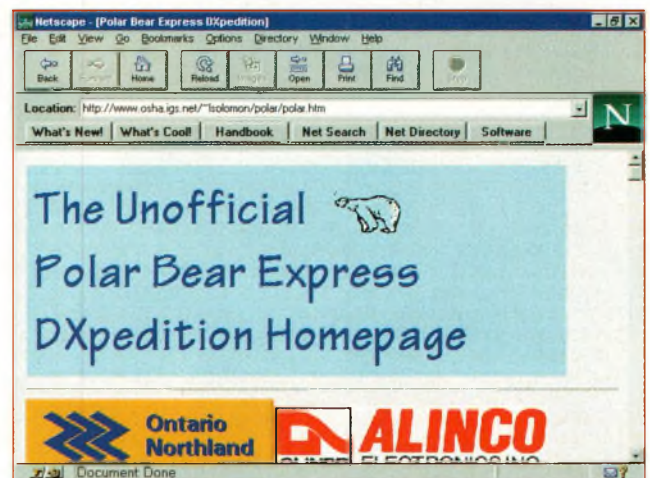 Netscape - [Polar Bear Express DXpedition]
File Edit View Go Bookmarks Options Directory Window Help
Back Forward Home Reload Images Open Print Find Stop
Location: http://www.osha.igs.net/~lsolomon/polar/polar.htm
What's New! What's Cool! Handbook Net Search Net Directory Software
N
The Unofficial
Polar Bear Express
DXpedition Homepage
Ontario
Northland
ALINCO
ELECTRONICS INC.
Document Done